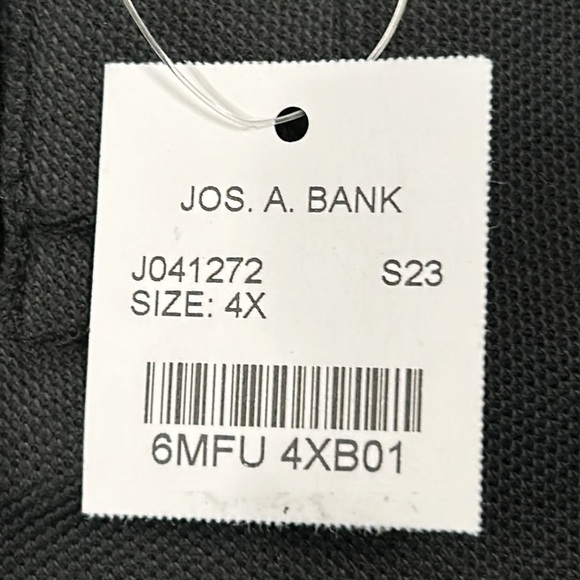 JOS. A. BANK
J041272 S23
SIZE: 4X
6MFU 4XB01